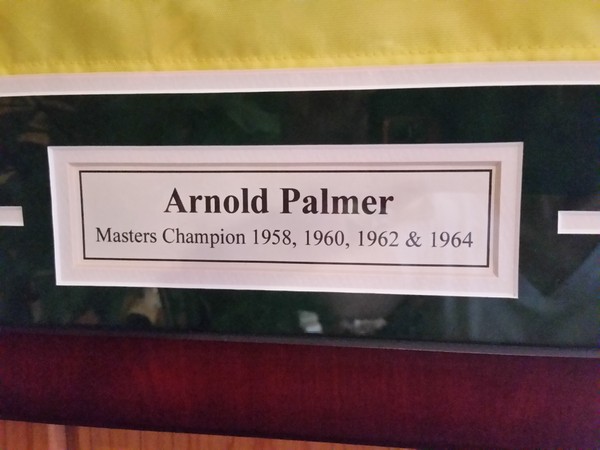 Arnold Palmer
Masters Champion 1958, 1960, 1962 & 1964